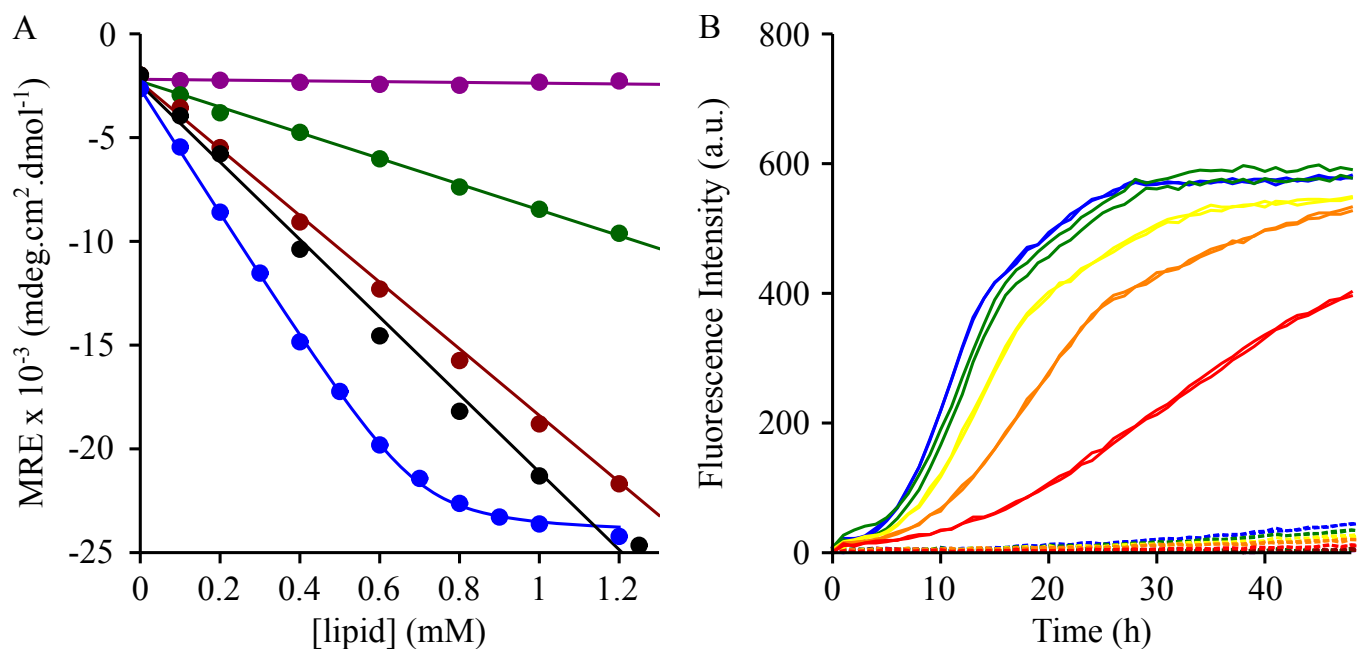 A
MRE x 10⁻³ (mdeg.cm².dmol⁻¹)
0
-5
-10
-15
-20
-25
0 0.2 0.4 0.6 0.8 1 1.2
[lipid] (mM)
B
Fluorescence Intensity (a.u.)
800
600
400
200
0
0 10 20 30 40
Time (h)